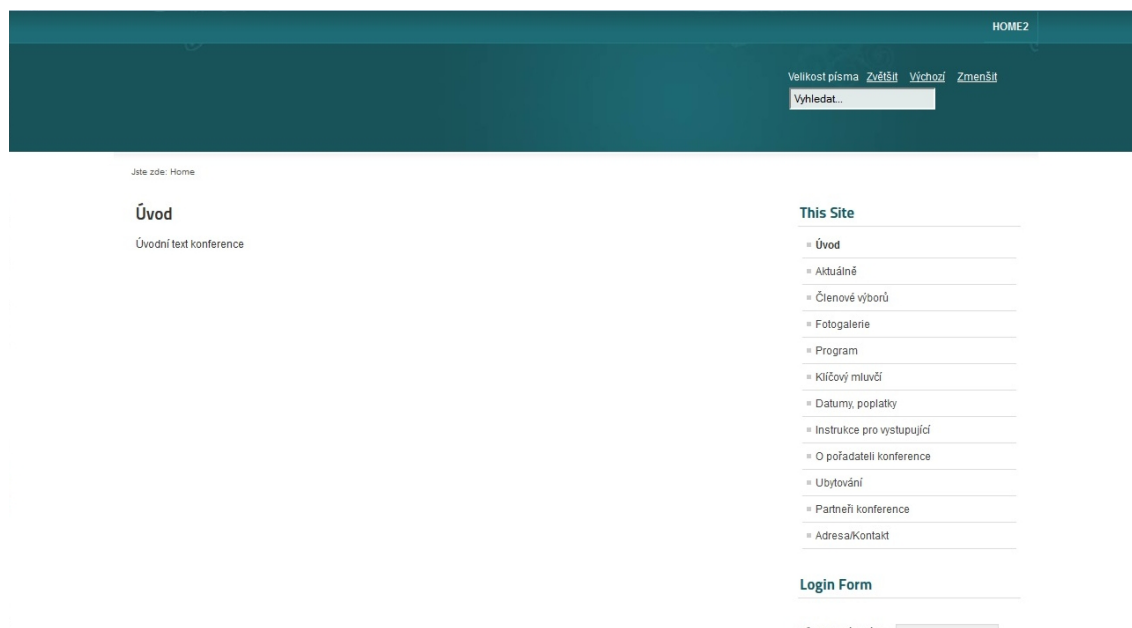 HOME2
Velikost písma Zvětšit Výchozí Zmenšit
Vyhledat...
Jste zde: Home
Úvod
Úvodní text konference
This Site
Úvod
Aktuálně
Členové výborů
Fotogalerie
Program
Klíčový mluvčí
Datumy, poplatky
Instrukce pro vystupující
O pořadateli konference
Ubytování
Partneři konference
Adresa/Kontakt
Login Form